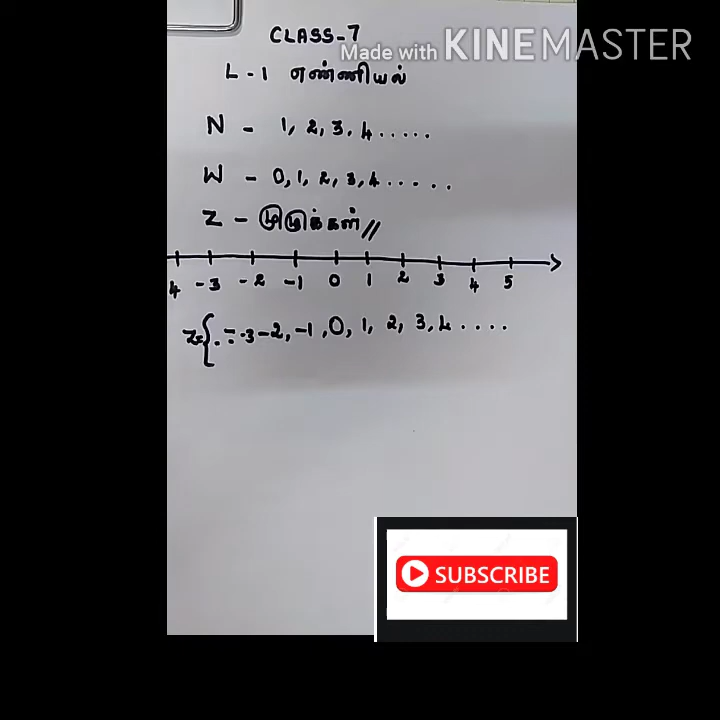 CLASS-7
Made with KINEMASTER
L - 1 எண்ணியல்
N - 1, 2, 3, 4.....
W - 0, 1, 2, 3, 4.....
Z - முழுக்கள் //
4 -3 -2 -1 0 1 2 3 4 5
Z={. -- -3 -2, -1, 0, 1, 2, 3, 4....
SUBSCRIBE